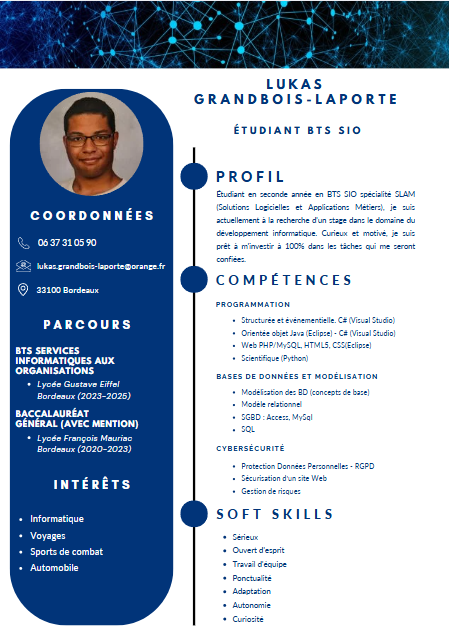 LUKAS
GRANDBOIS-LAPORTE
ÉTUDIANT BTS SIO
COORDONNÉES
06 37 31 05 90
lukas.grandbois-laporte@orange.fr
33100 Bordeaux
PARCOURS
BTS SERVICES
INFORMATIQUES AUX
ORGANISATIONS
• Lycée Gustave Eiffel
Bordeaux (2023-2025)
BACCALAURÉAT
GÉNÉRAL (AVEC MENTION)
• Lycée François Mauriac
Bordeaux (2020-2023)
INTÉRÊTS
• Informatique
• Voyages
• Sports de combat
• Automobile
PROFIL
Étudiant en seconde année en BTS SIO spécialité SLAM
(Solutions Logicielles et Applications Métiers), je suis
actuellement à la recherche d'un stage dans le domaine du
développement informatique. Curieux et motivé, je suis
prêt à m'investir à 100% dans les tâches qui me seront
confiées.
COMPÉTENCES
PROGRAMMATION
• Structurée et événementielle. C# (Visual Studio)
• Orientée objet Java (Eclipse) - C# (Visual Studio)
• Web PHP/MySQL, HTML5, CSS(Eclipse)
• Scientifique (Python)
BASES DE DONNÉES ET MODÉLISATION
• Modélisation des BD (concepts de base)
• Modèle relationnel
• SGBD : Access, MySql
• SQL
CYBERSÉCURITÉ
• Protection Données Personnelles - RGPD
• Sécurisation d'un site Web
• Gestion de risques
SOFT SKILLS
• Sérieux
• Ouvert d'esprit
• Travail d'équipe
• Ponctualité
• Adaptation
• Autonomie
• Curiosité